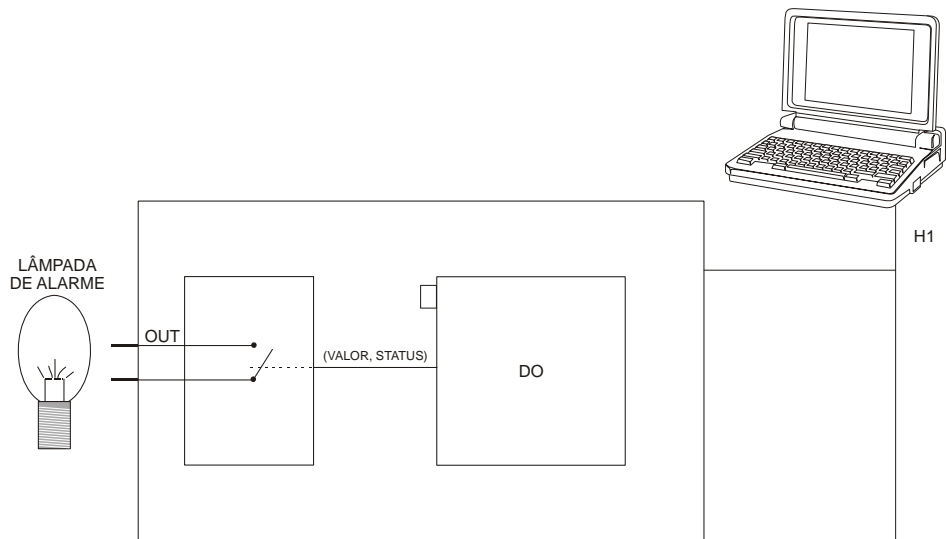 H1
LÂMPADA
DE ALARME
OUT
(VALOR, STATUS)
DO